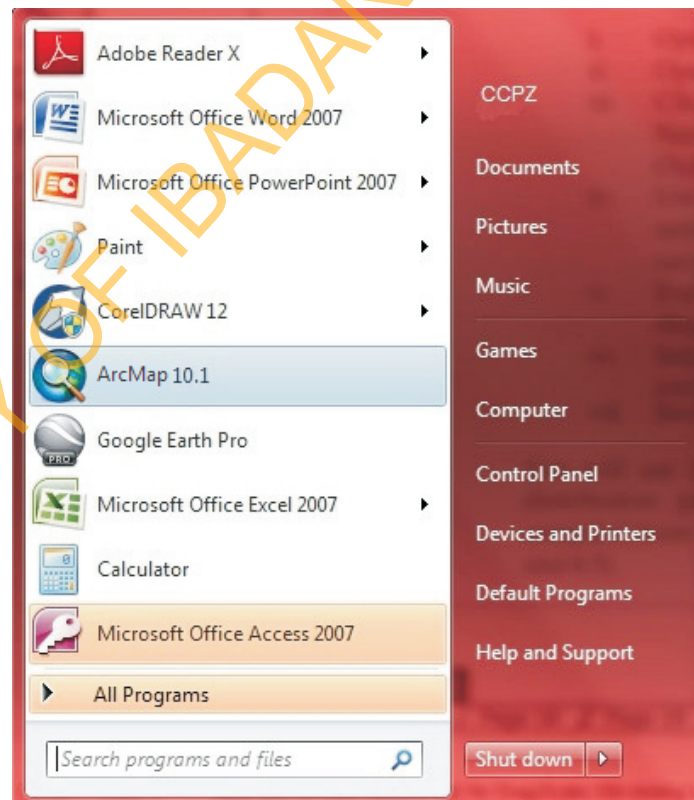 Adobe Reader X
Microsoft Office Word 2007
Microsoft Office PowerPoint 2007
Paint
CorelDRAW 12
ArcMap 10.1
Google Earth Pro
PRO
Microsoft Office Excel 2007
Calculator
Microsoft Office Access 2007
All Programs
Search programs and files
CCPZ
Documents
Pictures
Music
Games
Computer
Control Panel
Devices and Printers
Default Programs
Help and Support
Shut down
Y OF IBADAN